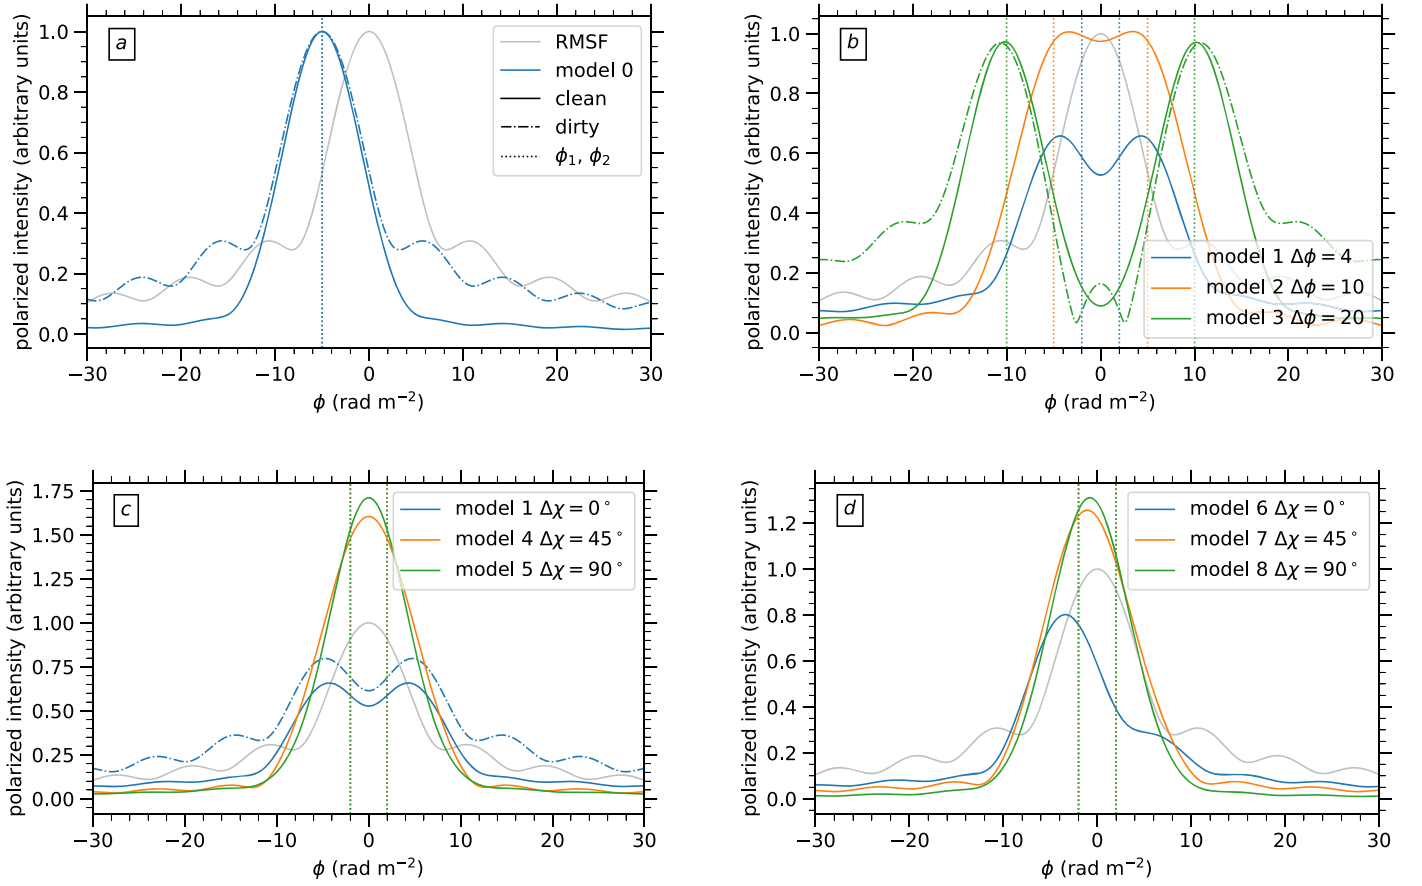 a
RMSF
model 0
clean
dirty
ϕ₁, ϕ₂
polarized intensity (arbitrary units)
1.0
0.8
0.6
0.4
0.2
0.0
−30 −20 −10 0 10 20 30
ϕ (rad m⁻²)
b
model 1 Δϕ = 4
model 2 Δϕ = 10
model 3 Δϕ = 20
polarized intensity (arbitrary units)
1.0
0.8
0.6
0.4
0.2
0.0
−30 −20 −10 0 10 20 30
ϕ (rad m⁻²)
c
model 1 Δχ = 0°
model 4 Δχ = 45°
model 5 Δχ = 90°
polarized intensity (arbitrary units)
1.75
1.50
1.25
1.00
0.75
0.50
0.25
0.00
−30 −20 −10 0 10 20 30
ϕ (rad m⁻²)
d
model 6 Δχ = 0°
model 7 Δχ = 45°
model 8 Δχ = 90°
polarized intensity (arbitrary units)
1.2
1.0
0.8
0.6
0.4
0.2
0.0
−30 −20 −10 0 10 20 30
ϕ (rad m⁻²)